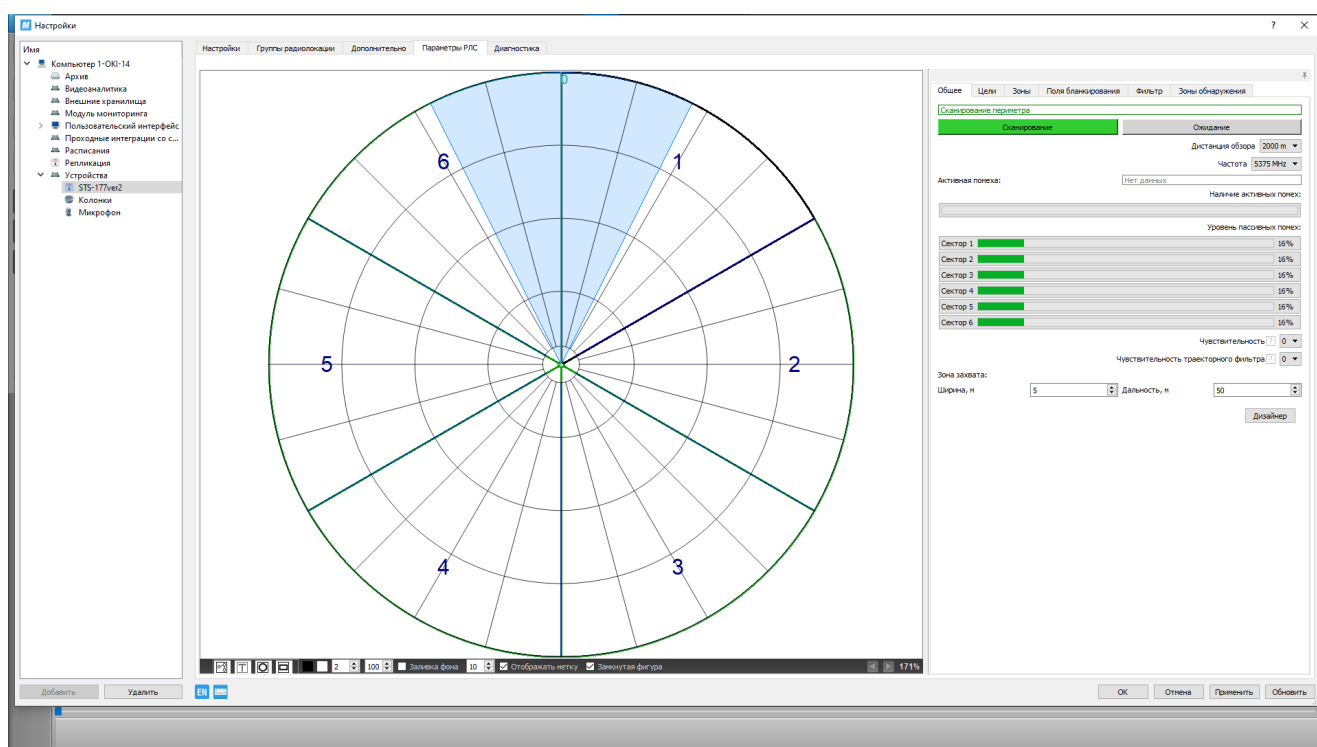 Настройки
? ×
Имя
Компьютер 1-OKI-14
Архив
Видеоаналитика
Внешние хранилища
Модуль мониторинга
Пользовательский интерфейс
Проходные интеграции со с...
Расписания
Репликация
Устройства
STS-177ver2
Колонки
Микрофон
Добавить Удалить
Настройки Группы радиолокации Дополнительно Параметры РЛС Диагностика
0
6 1
5 2
4 3
2 100 Заливка фона 10 Отображать метку Замкнутая фигура 171%
EN
Общее Цели Зоны Поля бланкирования Фильтр Зоны обнаружения
Сканирование периметра
Сканирование Ожидание
Дистанция обзора 2000 m
Частота 5375 MHz
Активная помеха: Нет данных
Наличие активных помех:
Уровень пассивных помех:
Сектор 1 16%
Сектор 2 16%
Сектор 3 16%
Сектор 4 16%
Сектор 5 16%
Сектор 6 16%
Чувствительность ? 0
Чувствительность траекторного фильтра ? 0
Зона захвата:
Ширина, м 5 Дальность, м 50
Дизайнер
OK Отмена Применить Обновить